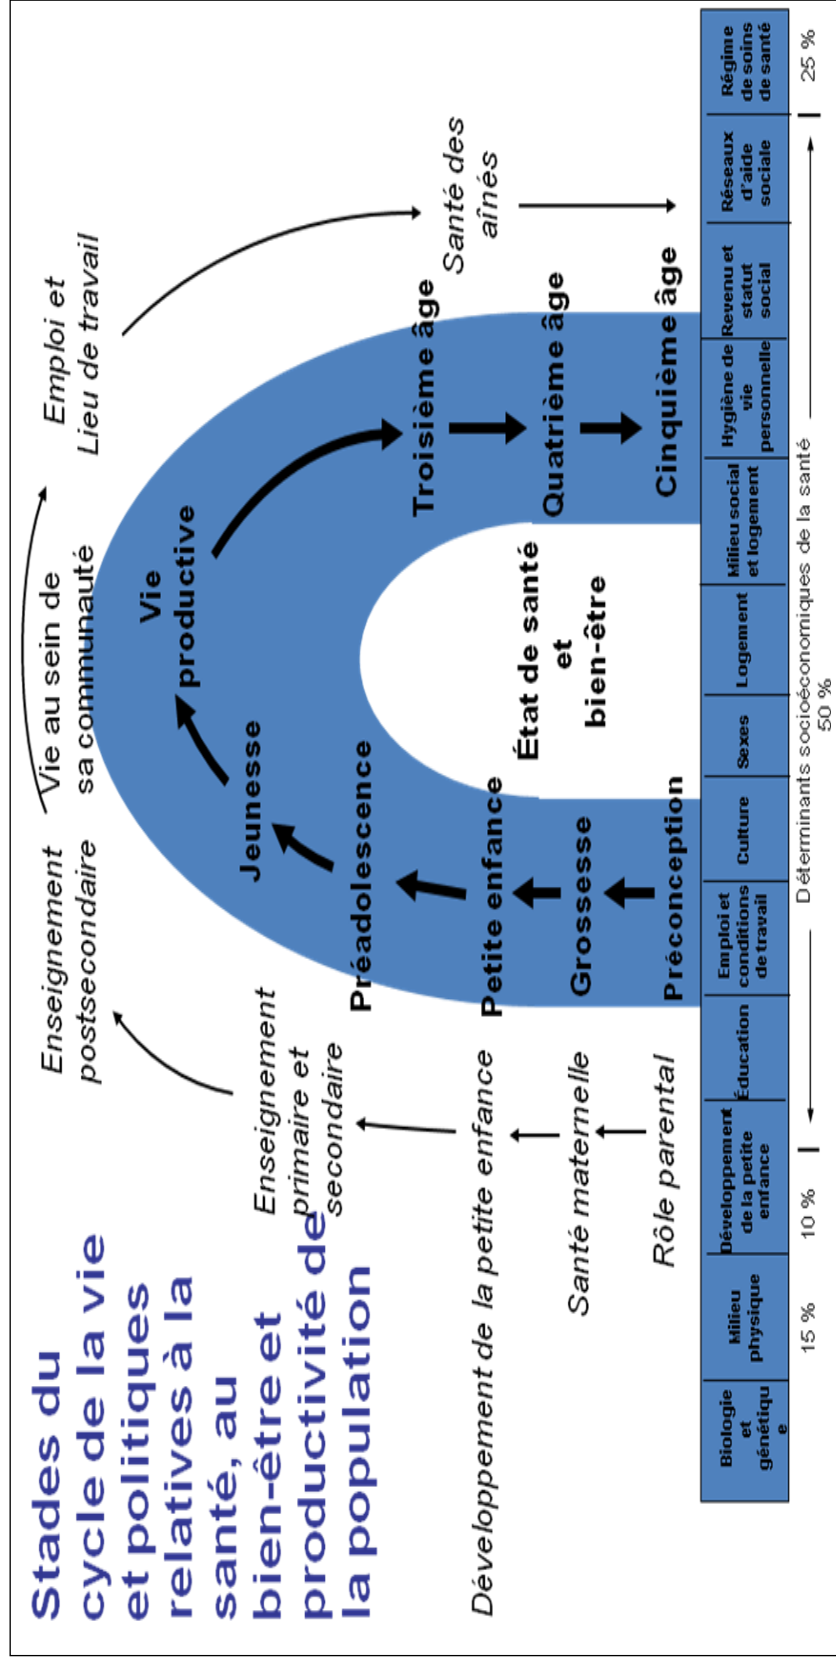 Stades du
cycle de la vie
et politiques
relatives à la
santé, au
bien-être et
productivité de
la population
Enseignement
postsecondaire
Vie au sein de
sa communauté
Emploi et
Lieu de travail
Enseignement
primaire et
secondaire
Développement de la petite enfance
Santé maternelle
Rôle parental
Préconception
Grossesse
Petite enfance
Préadolescence
Jeunesse
Vie
productive
Troisième âge
Quatrième âge
Cinquième âge
Santé des
aînés
État de santé
et
bien-être
Biologie
et
génétiqu
e
Milieu
physique
Développement
de la petite
enfance
Éducation
Emploi et
conditions
de travail
Culture
Sexes
Logement
Milieu social
et logement
Hygiène de
vie
personnelle
Revenu et
statut
social
Réseaux
d'aide
sociale
Régime
de soins
de santé
15 %
10 %
Déterminants socioéconomiques de la santé
50 %
25 %